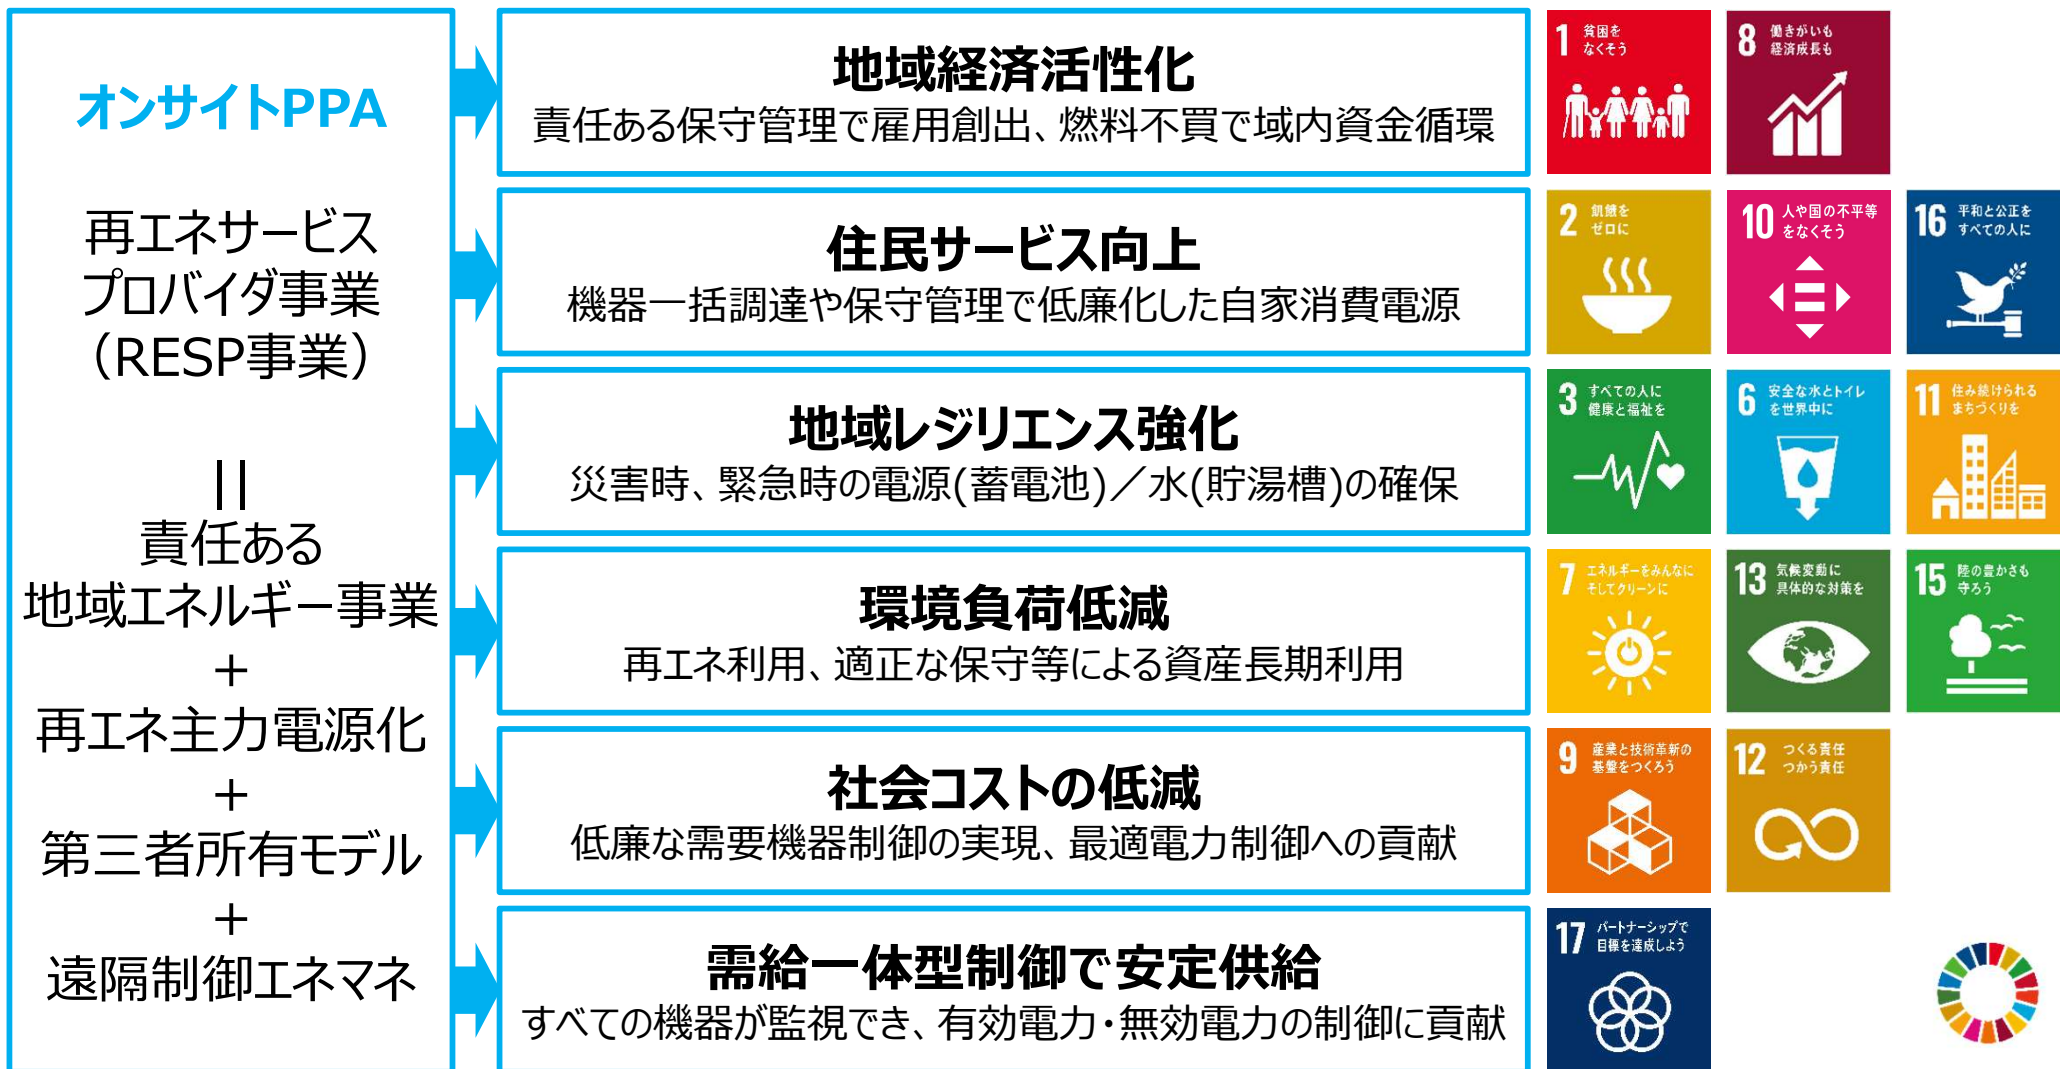 オンサイトPPA
再エネサービス
プロバイダ事業
（RESP事業）
||
責任ある
地域エネルギー事業
+
再エネ主力電源化
+
第三者所有モデル
+
遠隔制御エネマネ
地域経済活性化
責任ある保守管理で雇用創出、燃料不買で域内資金循環
1 貧困を
なくそう
8 働きがいも
経済成長も
住民サービス向上
機器一括調達や保守管理で低廉化した自家消費電源
2 飢餓を
ゼロに
10 人や国の不平等
をなくそう
16 平和と公正を
すべての人に
地域レジリエンス強化
災害時、緊急時の電源(蓄電池)／水(貯湯槽)の確保
3 すべての人に
健康と福祉を
6 安全な水とトイレ
を世界中に
11 住み続けられる
まちづくりを
環境負荷低減
再エネ利用、適正な保守等による資産長期利用
7 エネルギーをみんなに
そしてクリーンに
13 気候変動に
具体的な対策を
15 陸の豊かさも
守ろう
社会コストの低減
低廉な需要機器制御の実現、最適電力制御への貢献
9 産業と技術革新の
基盤をつくろう
12 つくる責任
つかう責任
需給一体型制御で安定供給
すべての機器が監視でき、有効電力・無効電力の制御に貢献
17 パートナーシップで
目標を達成しよう